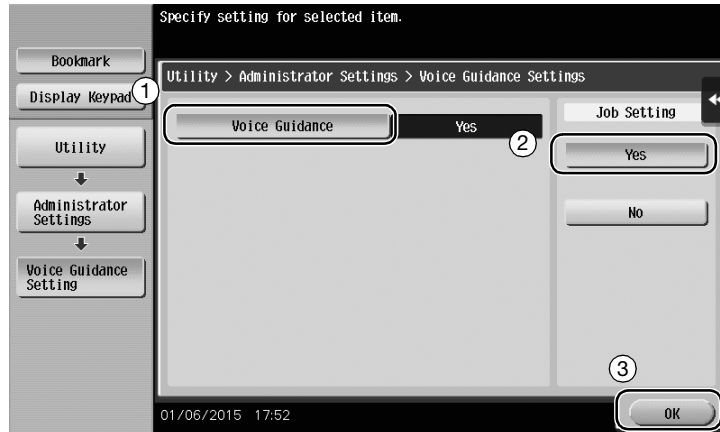 Specify setting for selected item.
Bookmark
Display Keypad
1
Utility > Administrator Settings > Voice Guidance Settings
Voice Guidance
Yes
2
Job Setting
Yes
No
Utility
Administrator
Settings
Voice Guidance
Setting
3
01/06/2015 17:52
OK